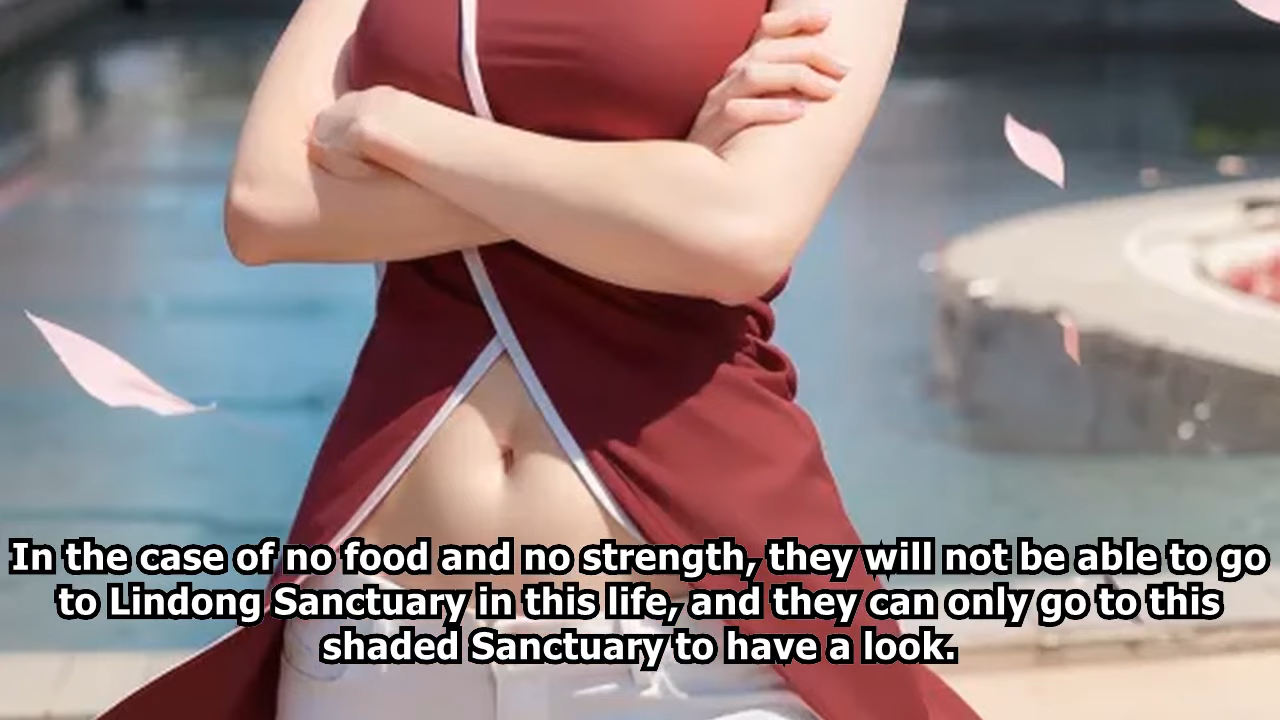 In the case of no food and no strength, they will not be able to go
to Lindong Sanctuary in this life, and they can only go to this
shaded Sanctuary to have a look.